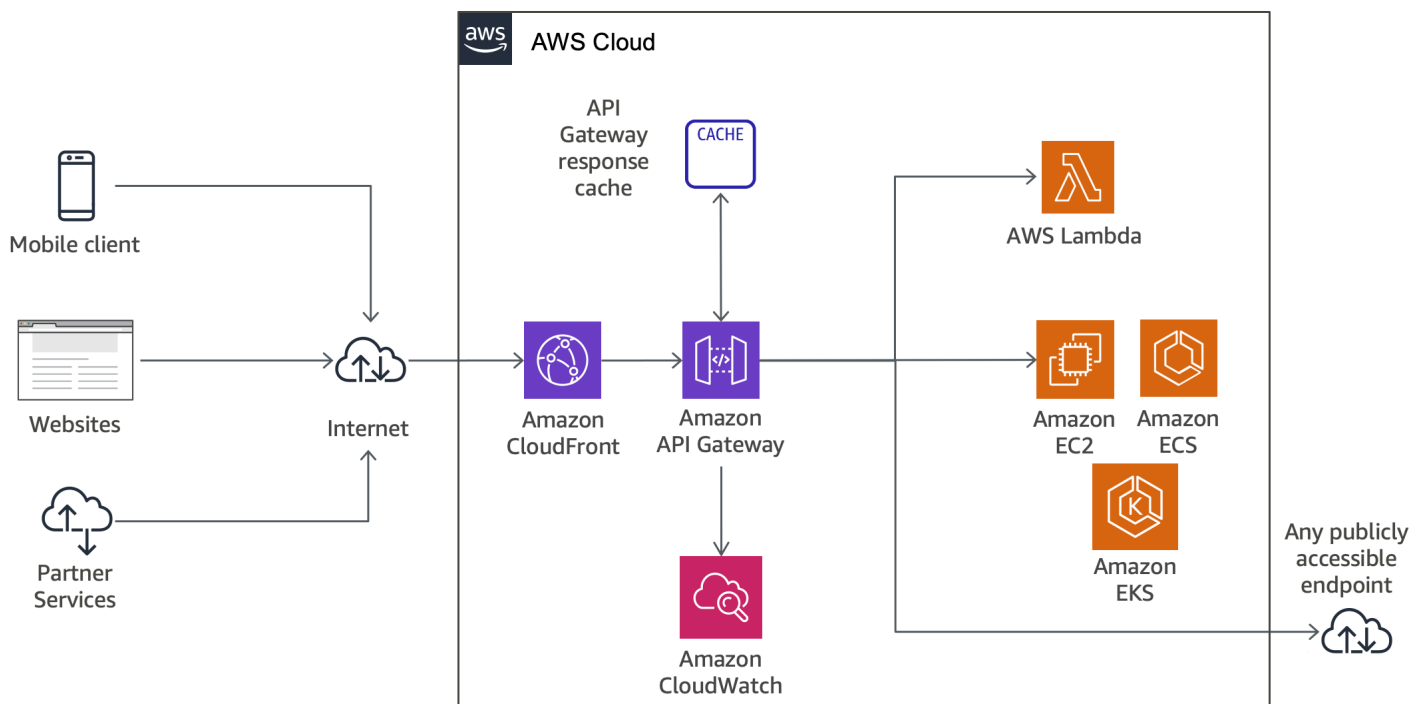 aws
AWS Cloud
API
Gateway
response
cache
CACHE
Mobile client
AWS Lambda
Websites
Internet
Amazon
CloudFront
Amazon
API Gateway
Amazon
EC2
Amazon
ECS
K
Amazon
EKS
Partner
Services
Any publicly
accessible
endpoint
Amazon
CloudWatch